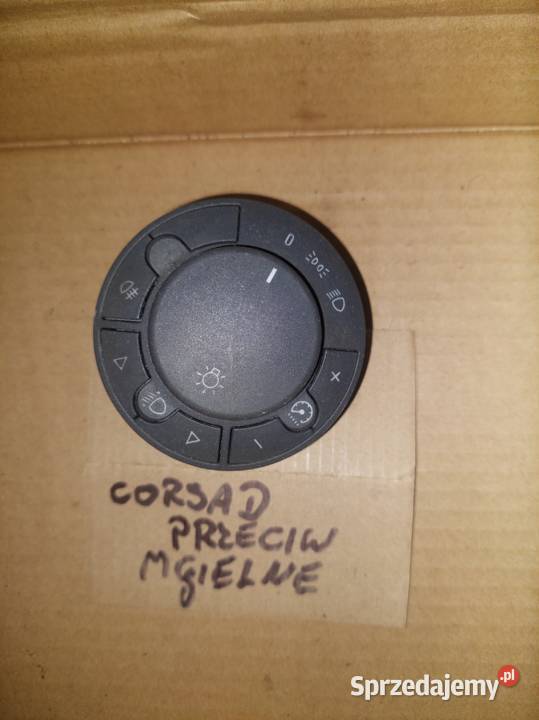 0
+
−
CORSA D
PRZECIW
MGIELNE
Sprzedajemy.pl